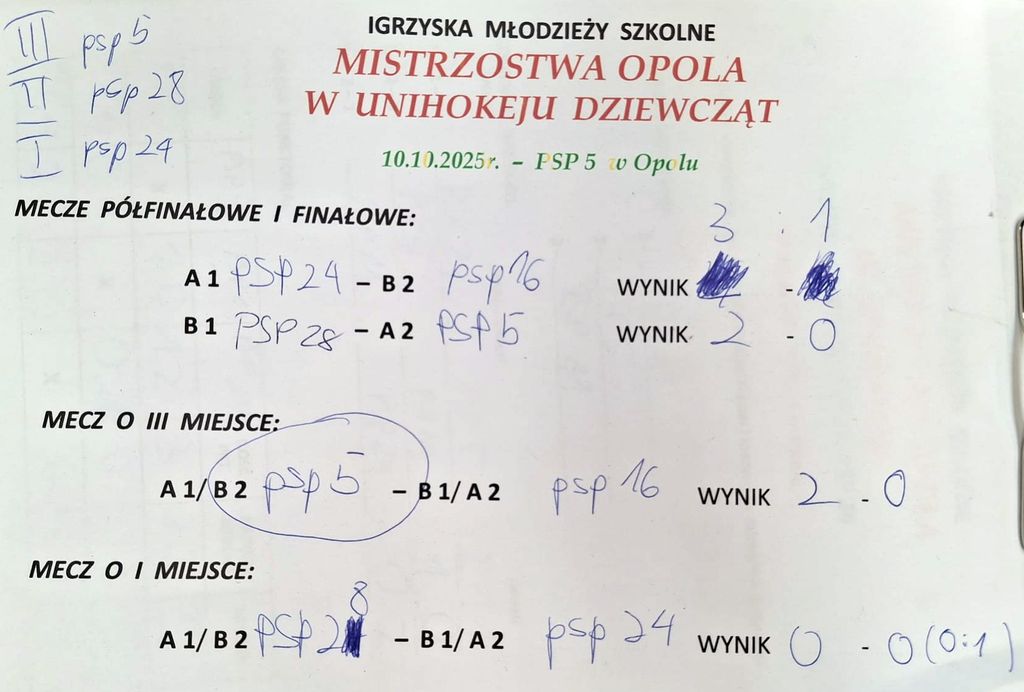 III psp 5
II psp 28
I psp 24
IGRZYSKA MŁODZIEŻY SZKOLNE
MISTRZOSTWA OPOLA
W UNIHOKEJU DZIEWCZĄT
10.10.2025r. – PSP 5 w Opolu
MECZE PÓŁFINAŁOWE I FINAŁOWE:
3 : 1
A 1 PSP 24 – B 2 psp 16 WYNIK -
B 1 PSP 28 – A 2 PSP 5 WYNIK 2 - 0
MECZ O III MIEJSCE:
A 1/ B 2 psp 5 – B 1/ A 2 psp 16 WYNIK 2 - 0
MECZ O I MIEJSCE:
A 1/ B 2 PSP 28 – B 1/ A 2 psp 24 WYNIK 0 - 0 (0:1)